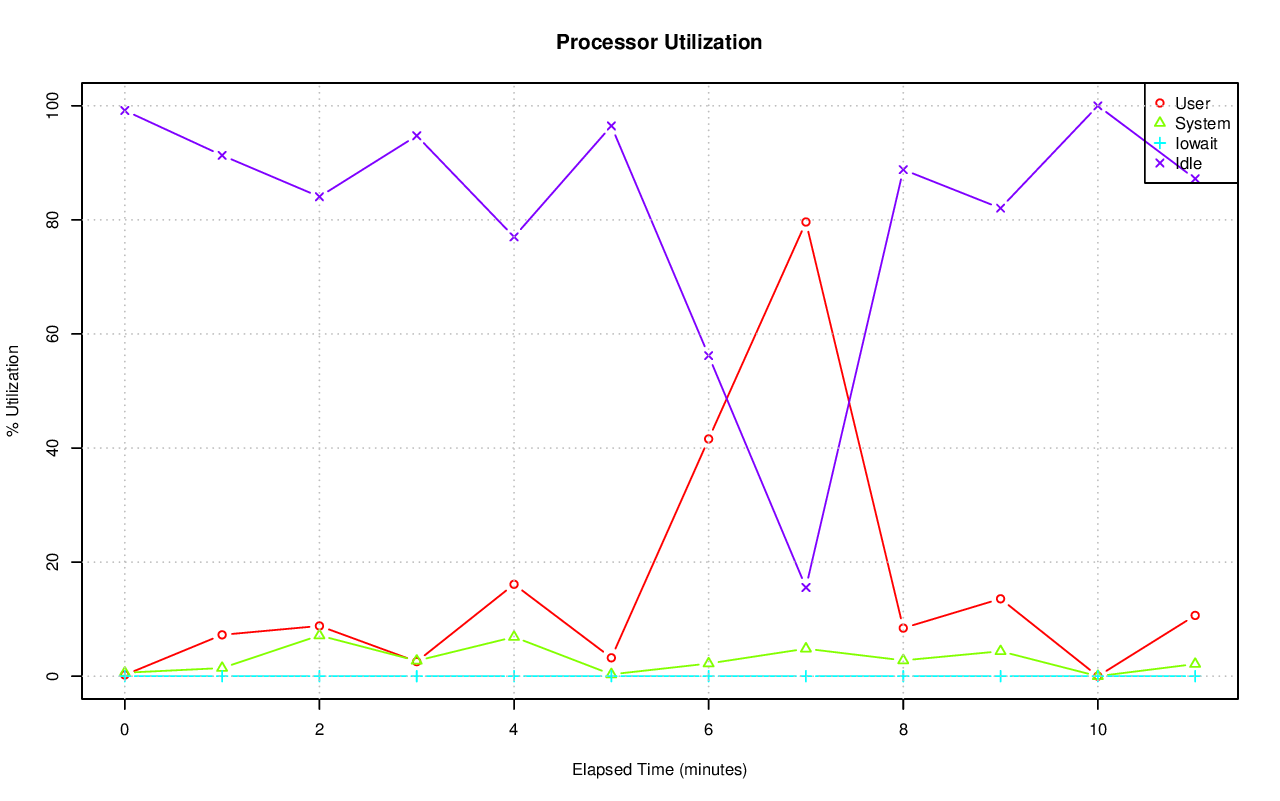 Processor Utilization
User
System
Iowait
Idle
% Utilization
100
80
60
40
20
0
0 2 4 6 8 10
Elapsed Time (minutes)